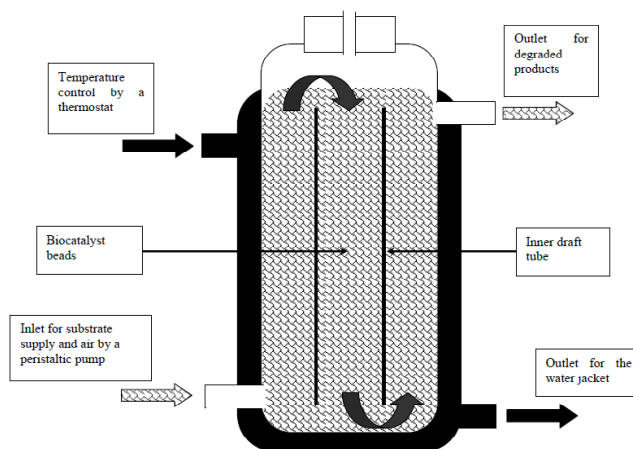 Temperature
control by a
thermostat
Outlet for
degraded
products
Biocatalyst
beads
Inner draft
tube
Inlet for substrate
supply and air by a
peristaltic pump
Outlet for the
water jacket